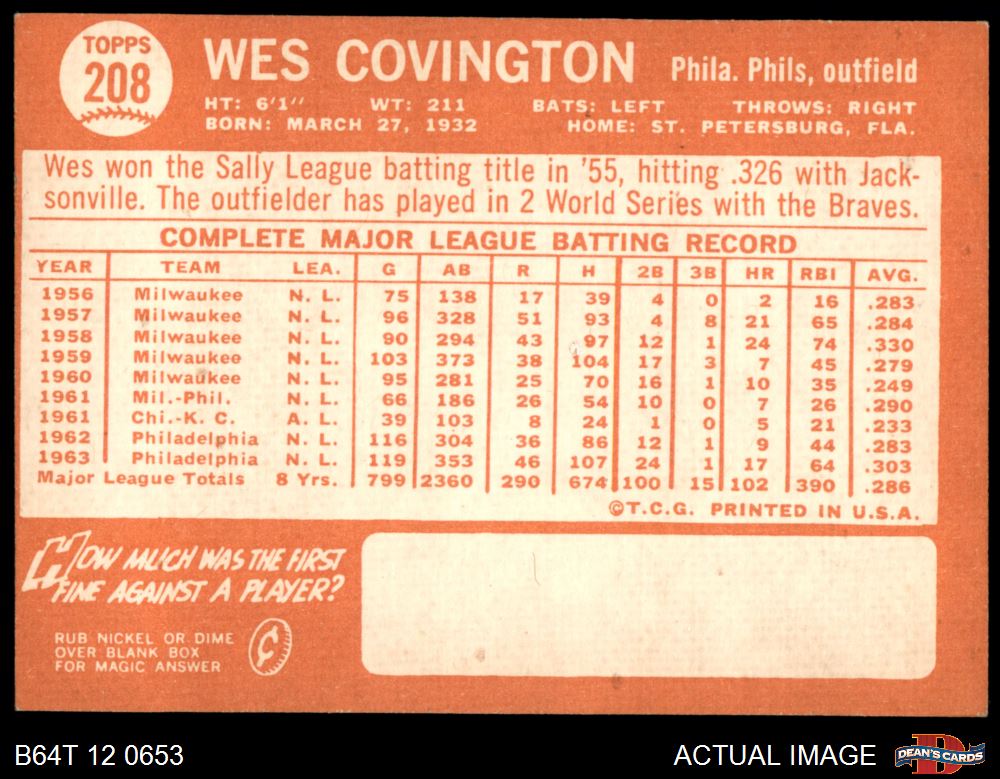 TOPPS
208
WES COVINGTON Phila. Phils, outfield
HT: 6'1'' WT: 211 BATS: LEFT THROWS: RIGHT
BORN: MARCH 27, 1932 HOME: ST. PETERSBURG, FLA.
Wes won the Sally League batting title in '55, hitting .326 with Jack-
sonville. The outfielder has played in 2 World Series with the Braves.
COMPLETE MAJOR LEAGUE BATTING RECORD
YEAR TEAM LEA. G AB R H 2B 3B HR RBI AVG.
1956 Milwaukee N. L. 75 138 17 39 4 0 2 16 .283
1957 Milwaukee N. L. 96 328 51 93 4 8 21 65 .284
1958 Milwaukee N. L. 90 294 43 97 12 1 24 74 .330
1959 Milwaukee N. L. 103 373 38 104 17 3 7 45 .279
1960 Milwaukee N. L. 95 281 25 70 16 1 10 35 .249
1961 Mil.-Phil. N. L. 66 186 26 54 10 0 7 26 .290
1961 Chi.-K. C. A. L. 39 103 8 24 1 0 5 21 .233
1962 Philadelphia N. L. 116 304 36 86 12 1 9 44 .283
1963 Philadelphia N. L. 119 353 46 107 24 1 17 64 .303
Major League Totals 8 Yrs. 799 2360 290 674 100 15 102 390 .286
©T.C.G. PRINTED IN U.S.A.
HOW MUCH WAS THE FIRST
FINE AGAINST A PLAYER?
RUB NICKEL OR DIME
OVER BLANK BOX
FOR MAGIC ANSWER
¢
B64T 12 0653 ACTUAL IMAGE D DEAN'S CARDS